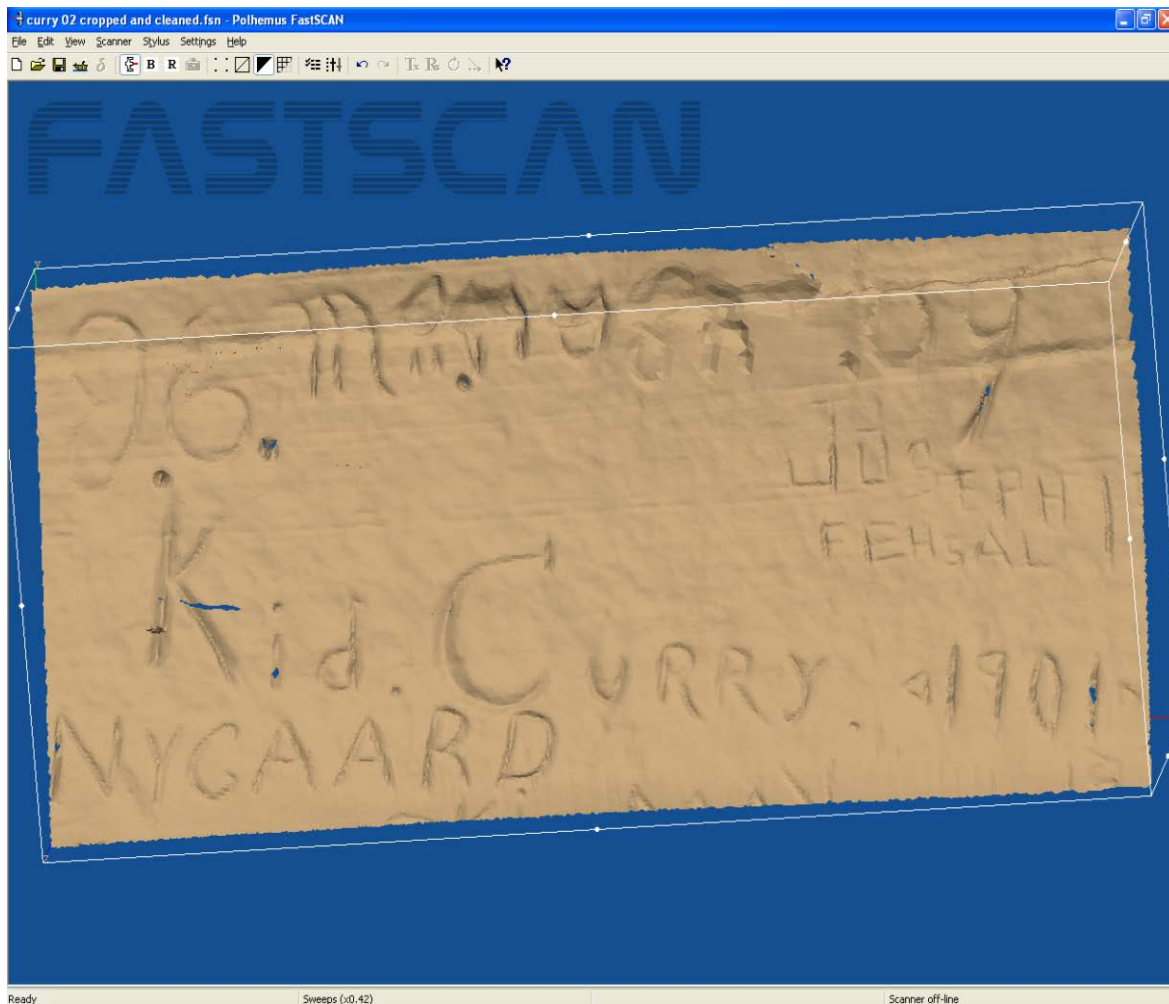 curry 02 cropped and cleaned.fsn - Polhemus FastSCAN
File Edit View Scanner Stylus Settings Help
B R
FASTSCAN
JOSEPH
FEHSAL
Kid. CURRY. 1901
NYGAARD
Ready Sweeps (x0.42) Scanner off-line